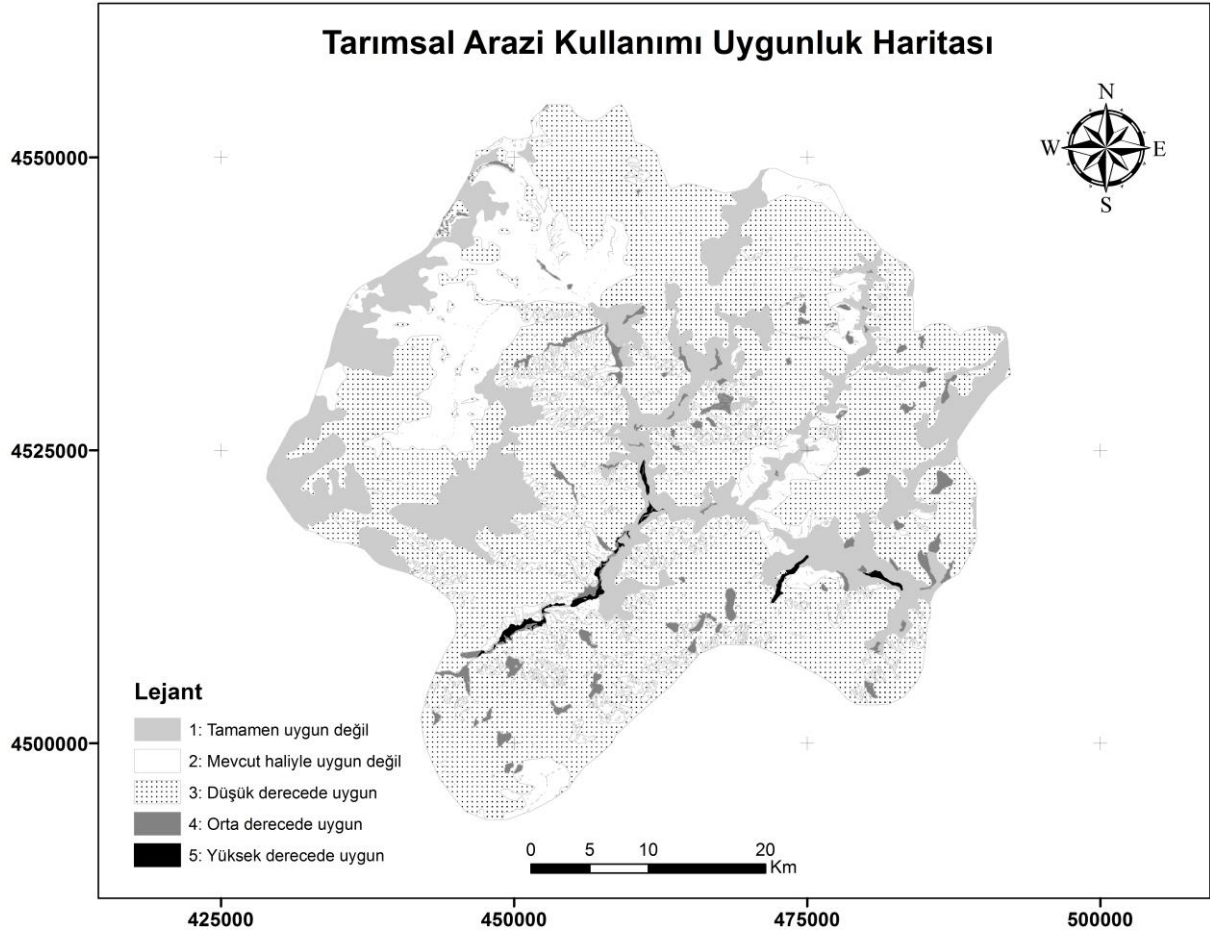 Tarımsal Arazi Kullanımı Uygunluk Haritası
N
W E
S
4550000
4525000
4500000
Lejant
1: Tamamen uygun değil
2: Mevcut haliyle uygun değil
3: Düşük derecede uygun
4: Orta derecede uygun
5: Yüksek derecede uygun
0 5 10 20
Km
425000 450000 475000 500000